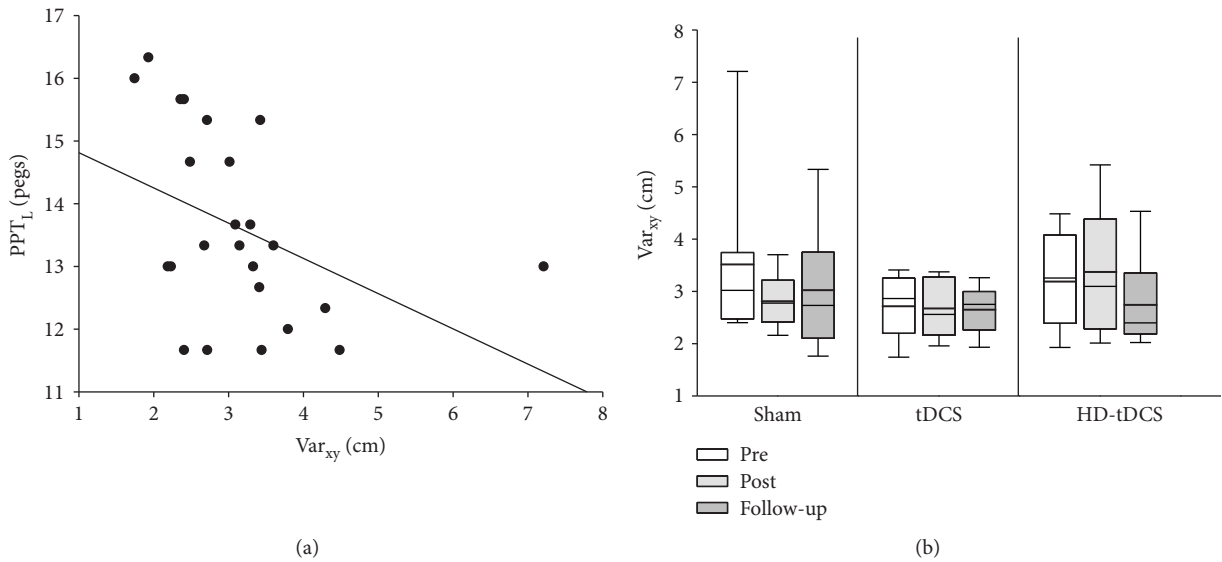 17
16
15
14
13
12
11
PPT_L (pegs)
1 2 3 4 5 6 7 8
Var_xy (cm)
(a)
8
7
6
5
4
3
2
1
Var_xy (cm)
Sham tDCS HD-tDCS
Pre
Post
Follow-up
(b)